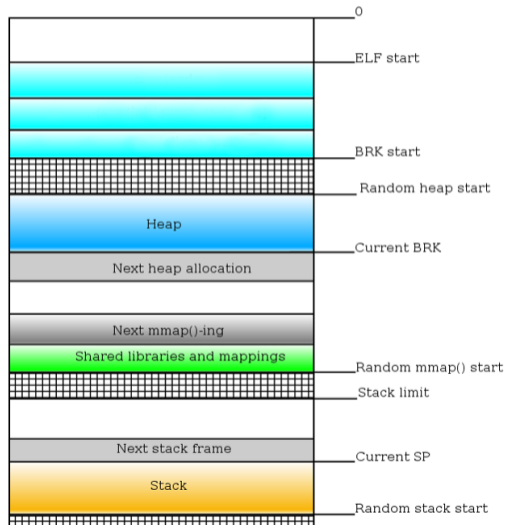 0
ELF start
BRK start
Random heap start
Heap
Current BRK
Next heap allocation
Next mmap()-ing
Shared libraries and mappings
Random mmap() start
Stack limit
Next stack frame
Current SP
Stack
Random stack start